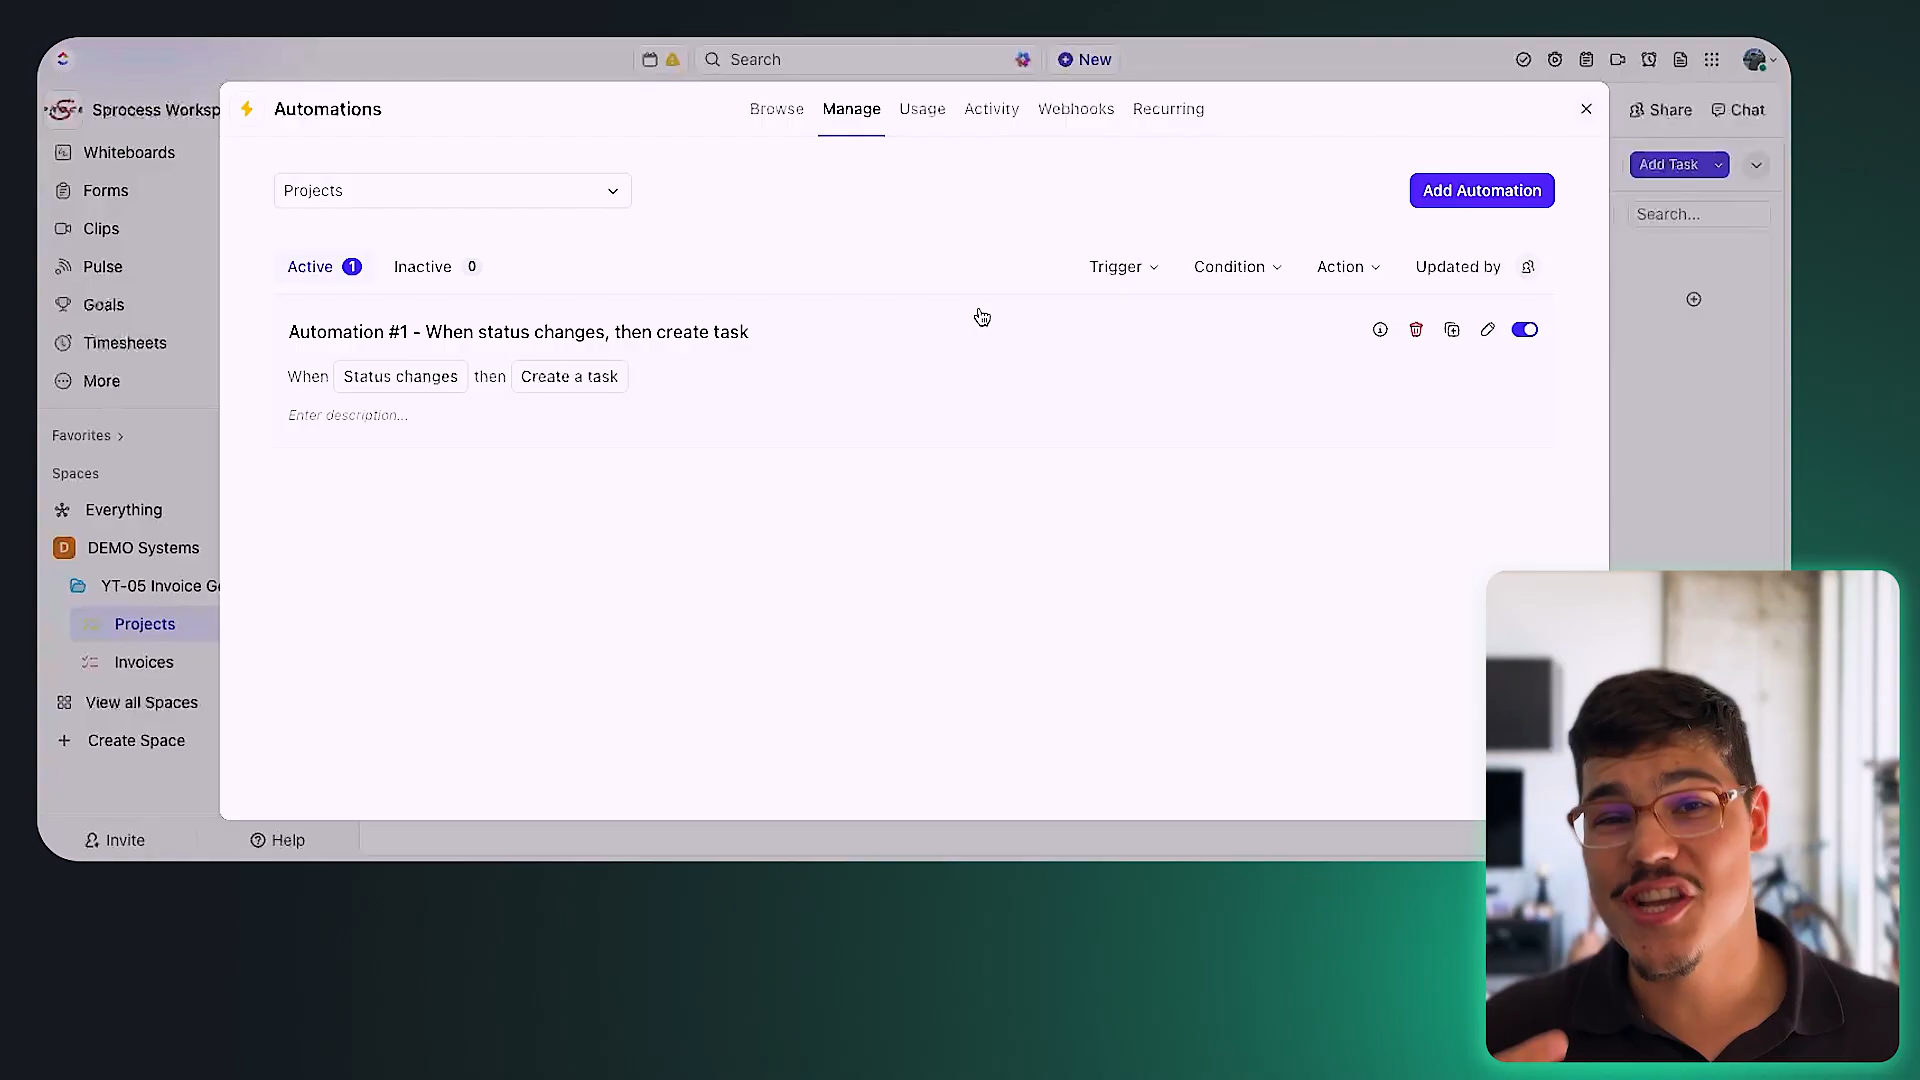 Search
New
Sprocess Worksp
Share
Chat
Automations
Browse
Manage
Usage
Activity
Webhooks
Recurring
Whiteboards
Forms
Clips
Pulse
Goals
Timesheets
More
Favorites
Spaces
Everything
D
DEMO Systems
YT-05 Invoice Ge
Projects
Invoices
View all Spaces
Create Space
Invite
Help
Projects
Add Automation
Active 1
Inactive 0
Trigger
Condition
Action
Updated by
Automation #1 - When status changes, then create task
When Status changes then Create a task
Enter description...
Add Task
Search...